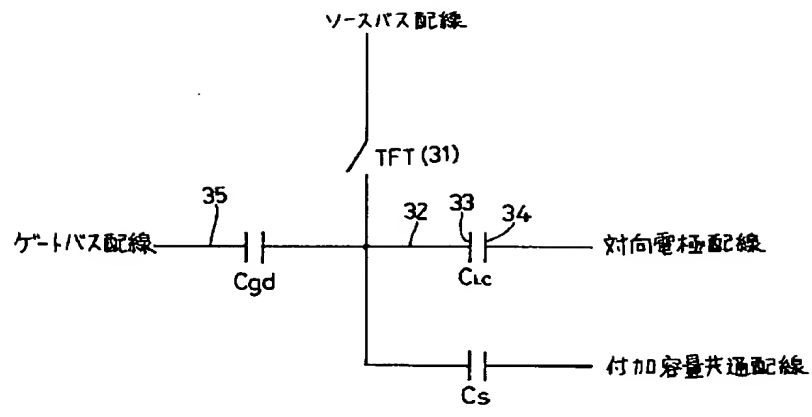 ソースバス配線
TFT (31)
35
32
33
34
ゲートバス配線
対向電極配線
Cgd
CLC
付加容量共通配線
Cs